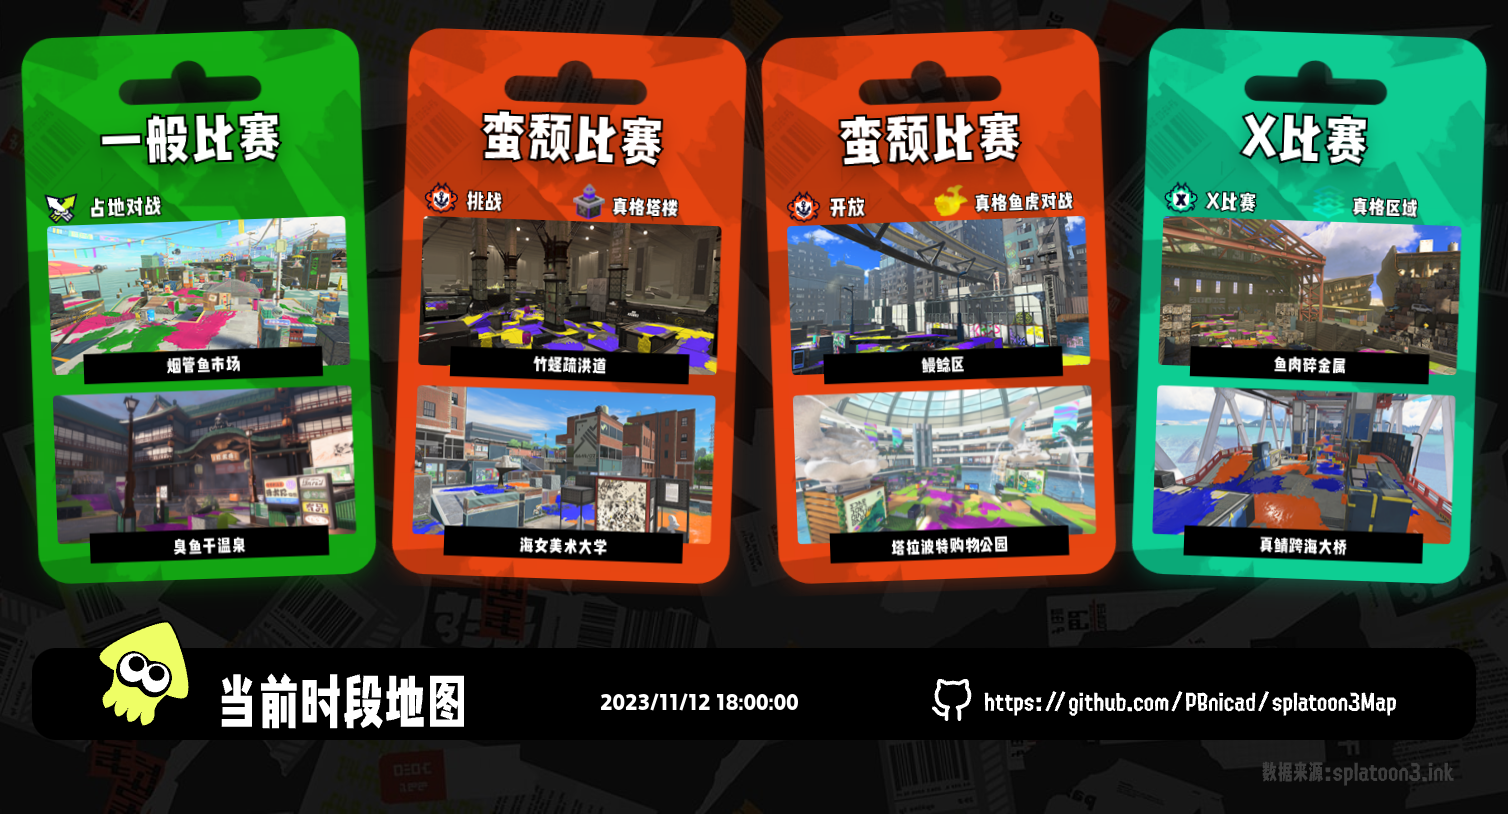 一般比赛
占地对战
烟管鱼市场
臭鱼干温泉
蛮颓比赛
挑战
真格塔楼
竹蛏疏洪道
海女美术大学
蛮颓比赛
开放
真格鱼虎对战
鳗鲶区
塔拉波特购物公园
X比赛
X比赛
真格区域
鱼肉碎金属
真鲭跨海大桥
当前时段地图
2023/11/12 18:00:00
https://github.com/PBnicad/splatoon3Map
数据来源:splatoon3.ink